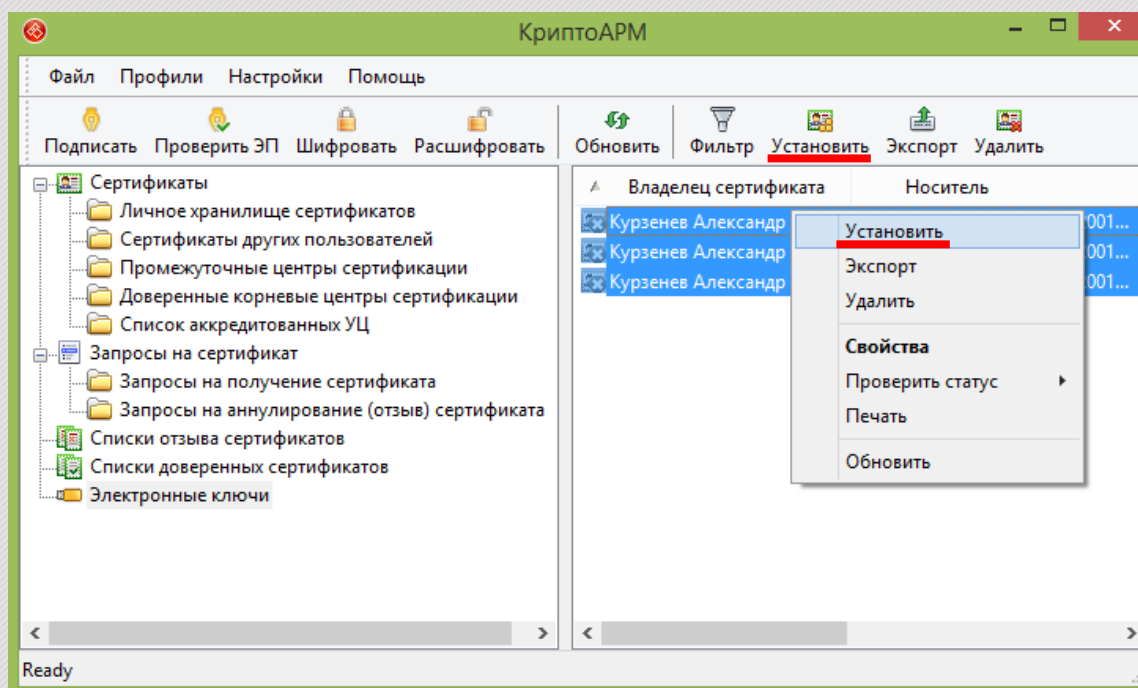 КриптоАРМ
Файл Профили Настройки Помощь
Подписать Проверить ЭП Шифровать Расшифровать Обновить Фильтр Установить Экспорт Удалить
Сертификаты
Личное хранилище сертификатов
Сертификаты других пользователей
Промежуточные центры сертификации
Доверенные корневые центры сертификации
Список аккредитованных УЦ
Запросы на сертификат
Запросы на получение сертификата
Запросы на аннулирование (отзыв) сертификата
Списки отзыва сертификатов
Списки доверенных сертификатов
Электронные ключи
Владелец сертификата Носитель
Курзенев Александр 001...
Курзенев Александр 001...
Курзенев Александр 001...
Установить
Экспорт
Удалить
Свойства
Проверить статус
Печать
Обновить
Ready